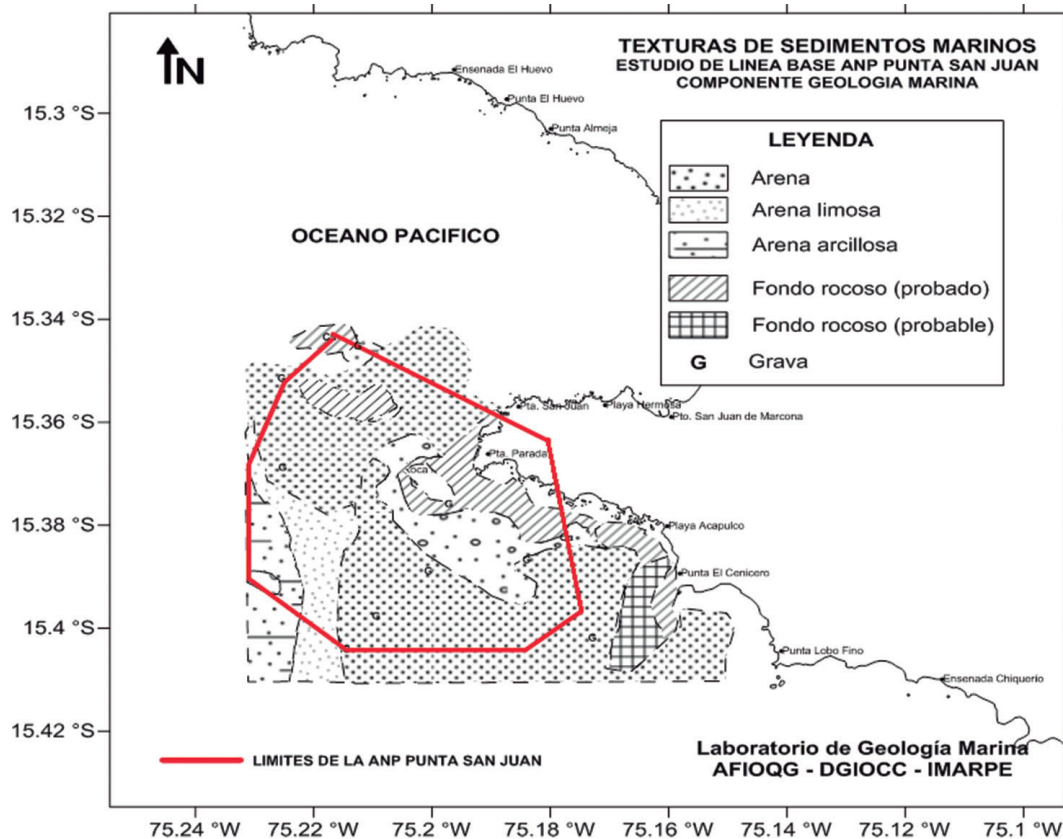 N
TEXTURAS DE SEDIMENTOS MARINOS
ESTUDIO DE LINEA BASE ANP PUNTA SAN JUAN
COMPONENTE GEOLOGIA MARINA
Ensenada El Huevo
Punta El Huevo
Punta Almeja
LEYENDA
Arena
Arena limosa
Arena arcillosa
Fondo rocoso (probado)
Fondo rocoso (probable)
G Grava
OCEANO PACIFICO
15.3 °S
15.32 °S
15.34 °S
15.36 °S
15.38 °S
15.4 °S
15.42 °S
G
G
G
Pta. San Juan
Playa Hermosa
Pto. San Juan de Marcona
Pta. Parada
G
G
Playa Acapulco
G
G
G
Punta El Cenicero
G
G
Punta Lobo Fino
Ensenada Chiquerío
LIMITES DE LA ANP PUNTA SAN JUAN
Laboratorio de Geología Marina
AFIOQG - DGIOCC - IMARPE
75.24 °W 75.22 °W 75.2 °W 75.18 °W 75.16 °W 75.14 °W 75.12 °W 75.1 °W